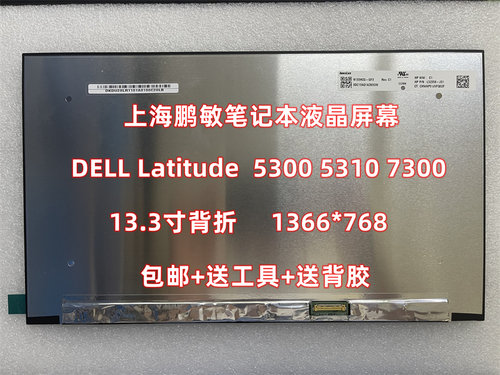 上海鹏敏笔记本液晶屏幕
DELL Latitude 5300 5310 7300
13.3寸背折 1366*768
包邮+送工具+送背胶